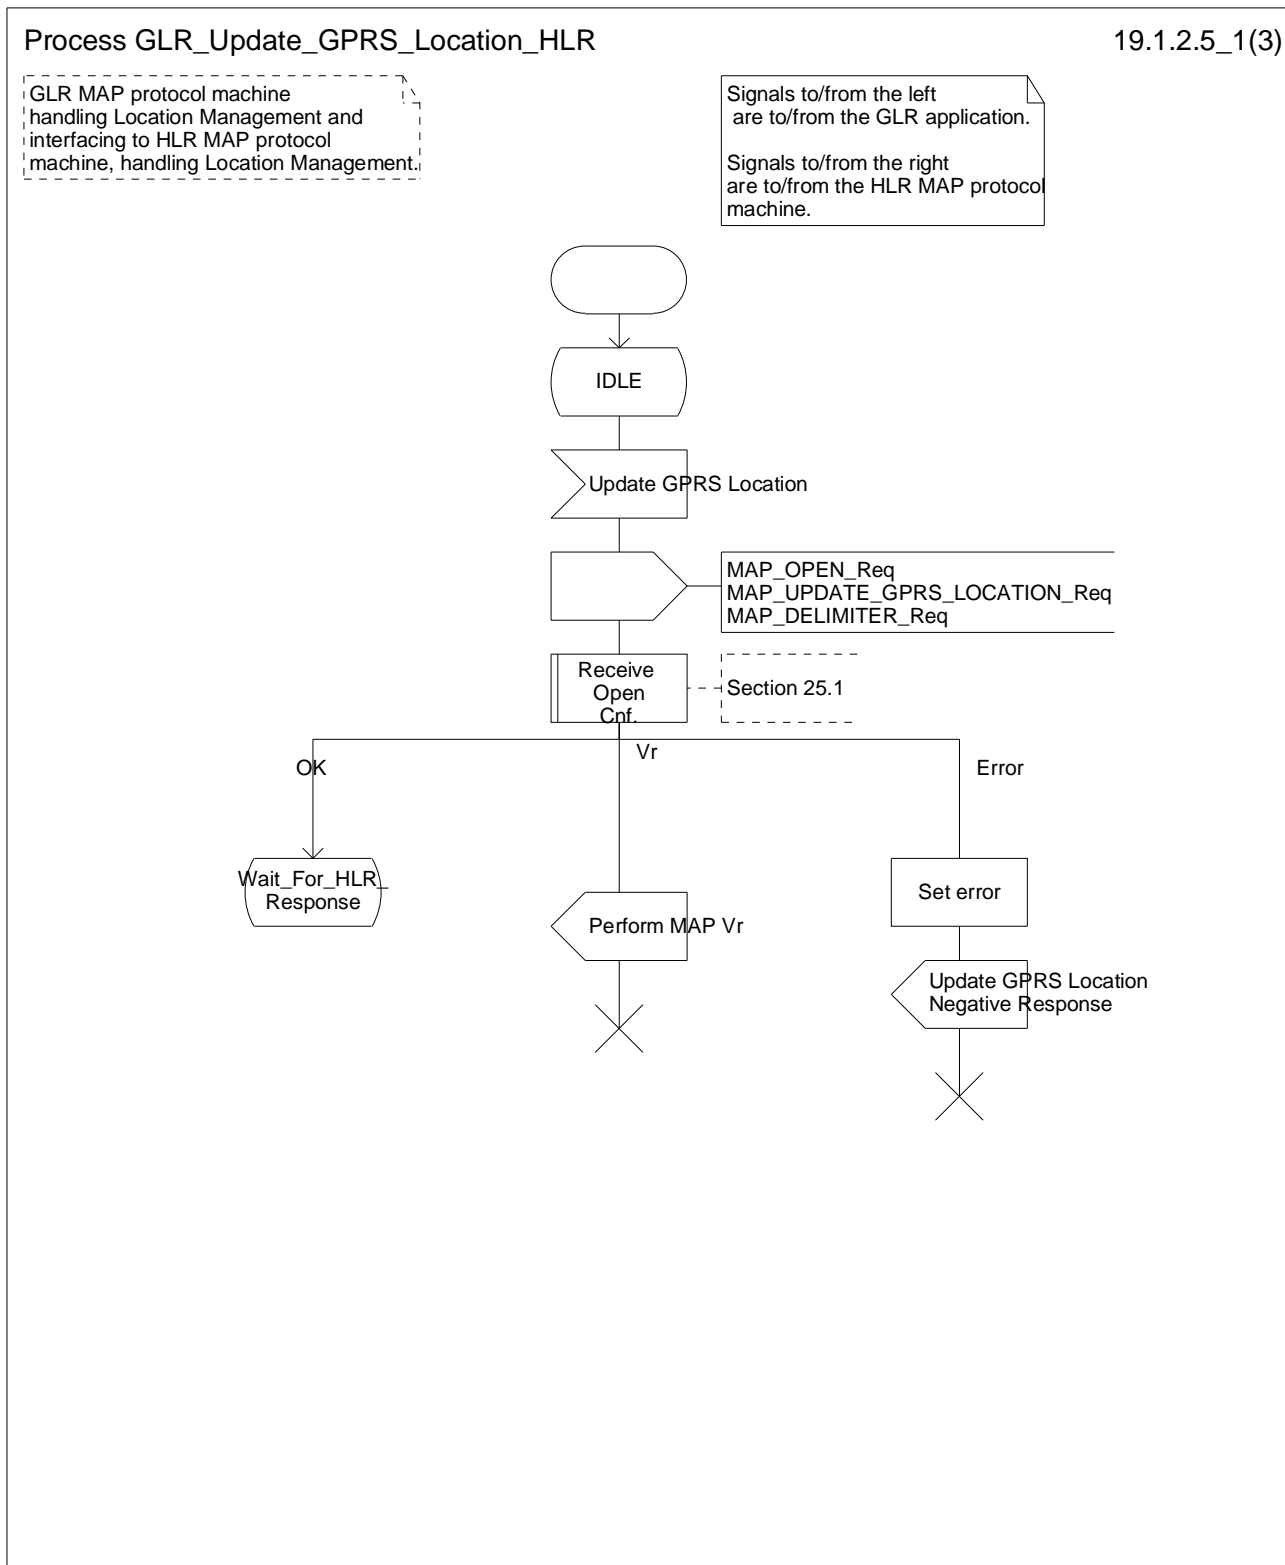 Process GLR_Update_GPRS_Location_HLR
19.1.2.5_1(3)
GLR MAP protocol machine
handling Location Management and
interfacing to HLR MAP protocol
machine, handling Location Management.
Signals to/from the left
are to/from the GLR application.
Signals to/from the right
are to/from the HLR MAP protocol
machine.
IDLE
Update GPRS Location
MAP_OPEN_Req
MAP_UPDATE_GPRS_LOCATION_Req
MAP_DELIMITER_Req
Receive
Open
Cnf.
Section 25.1
OK
Vr
Error
Wait_For_HLR_
Response
Perform MAP Vr
Set error
Update GPRS Location
Negative Response